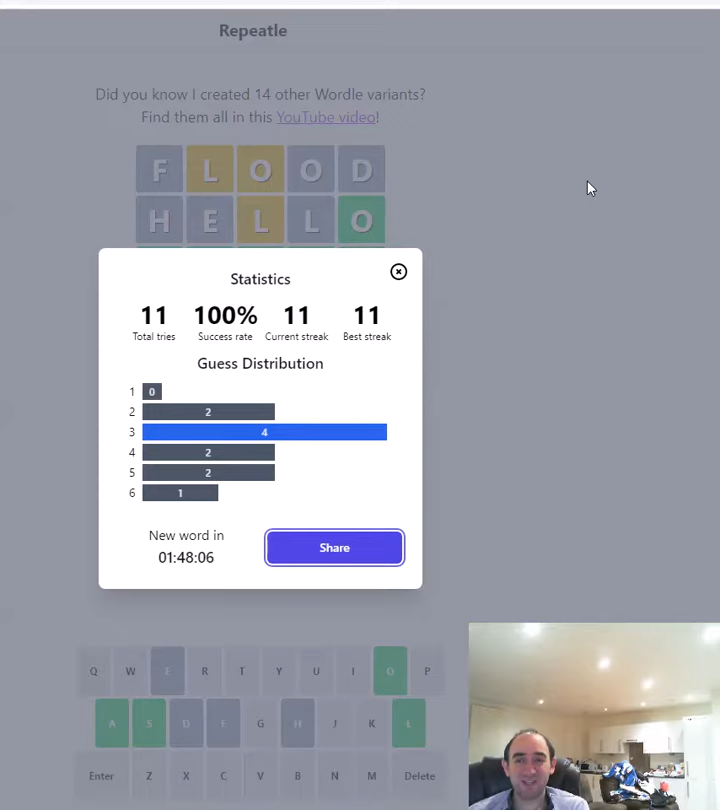 Repeatle
Did you know I created 14 other Wordle variants?
Find them all in this YouTube video!
F L O O D
H E L L O
Statistics
11 100% 11 11
Total tries Success rate Current streak Best streak
Guess Distribution
1 0
2 2
3 4
4 2
5 2
6 1
New word in
01:48:06
Share
Q W E R T Y U I O P
A S D F G H J K L
Enter Z X C V B N M Delete